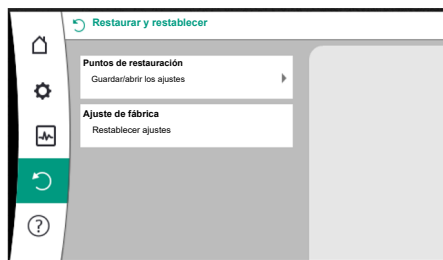 Restaurar y restablecer
Puntos de restauración
Guardar/abrir los ajustes
Ajuste de fábrica
Restablecer ajustes